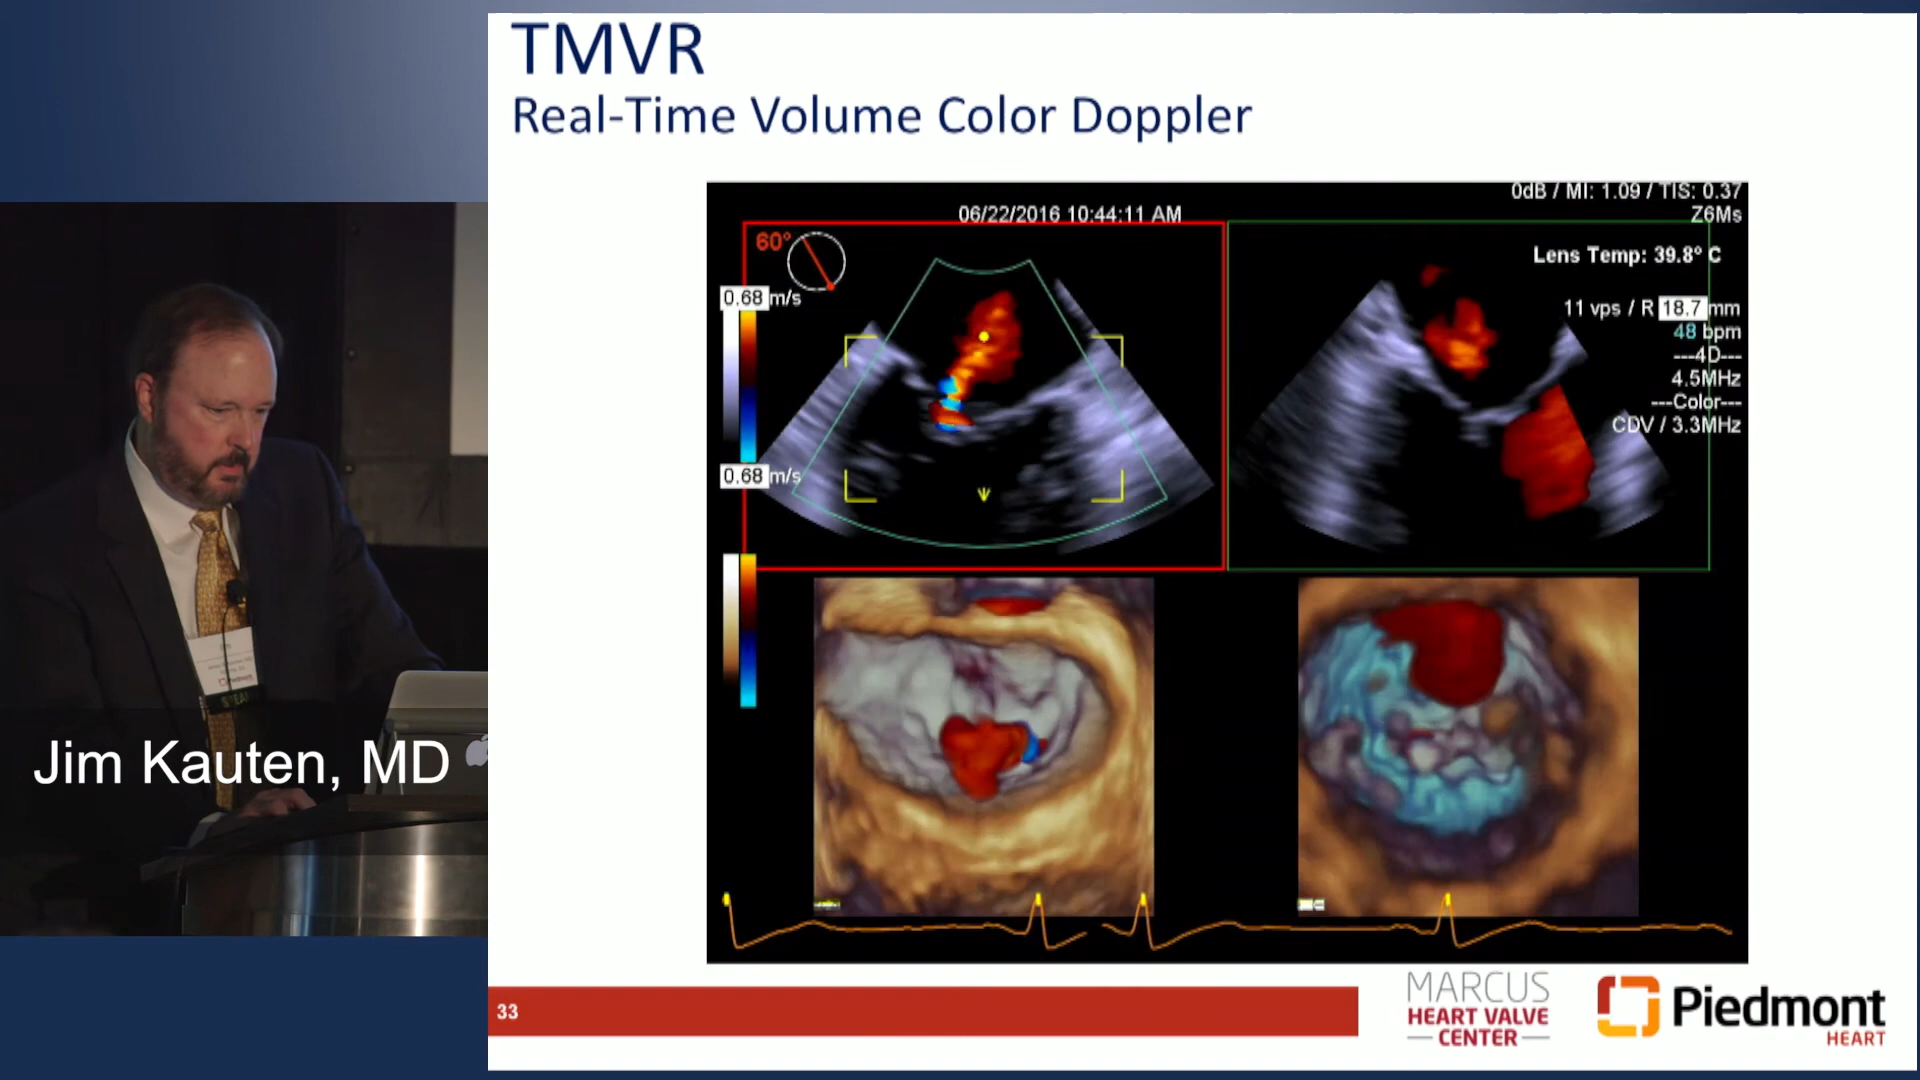 TMVR
Real-Time Volume Color Doppler
0dB / MI: 1.09 / TIS: 0.37
06/22/2016 10:44:11 AM
Z6Ms
60°
Lens Temp: 39.8° C
0.68 m/s
11 vps / R 18.7 mm
48 bpm
---4D---
4.5MHz
---Color---
CDV / 3.3MHz
0.68 m/s
Jim Kauten, MD
33
MARCUS
HEART VALVE
CENTER
Piedmont
HEART